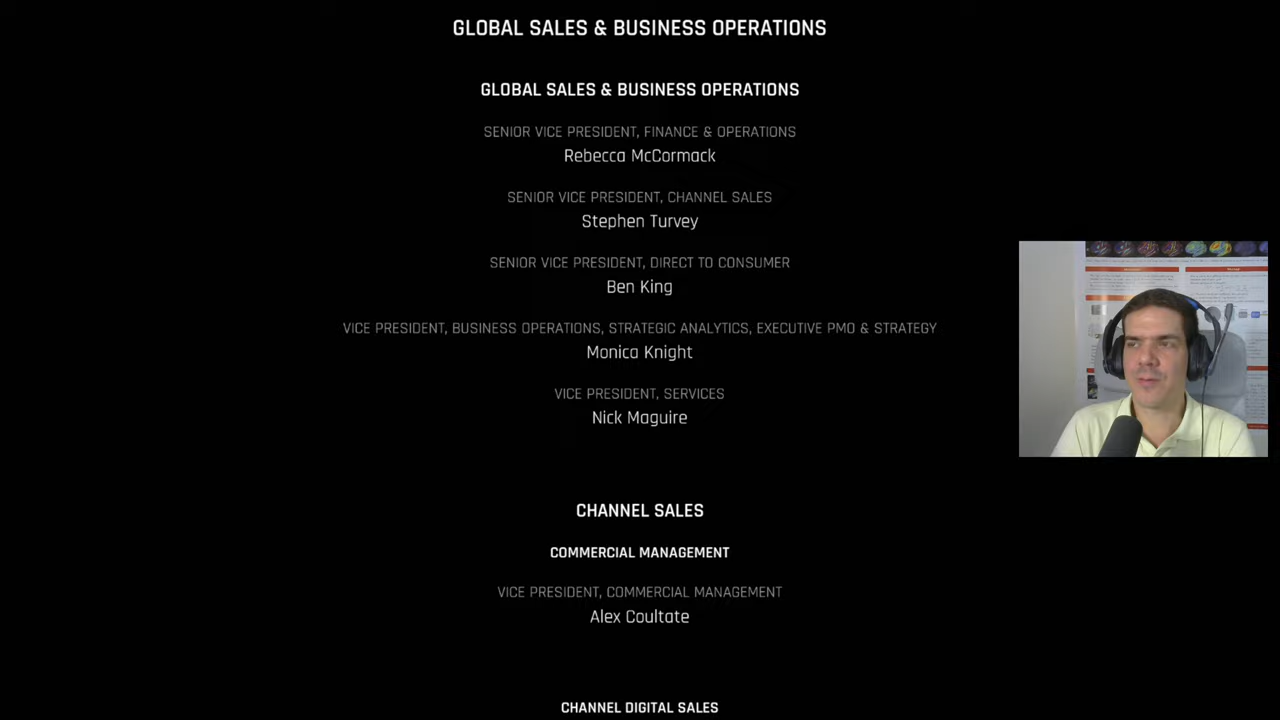 GLOBAL SALES & BUSINESS OPERATIONS
GLOBAL SALES & BUSINESS OPERATIONS
SENIOR VICE PRESIDENT, FINANCE & OPERATIONS
Rebecca McCormack
SENIOR VICE PRESIDENT, CHANNEL SALES
Stephen Turvey
SENIOR VICE PRESIDENT, DIRECT TO CONSUMER
Ben King
VICE PRESIDENT, BUSINESS OPERATIONS, STRATEGIC ANALYTICS, EXECUTIVE PMO & STRATEGY
Monica Knight
VICE PRESIDENT, SERVICES
Nick Maguire
CHANNEL SALES
COMMERCIAL MANAGEMENT
VICE PRESIDENT, COMMERCIAL MANAGEMENT
Alex Coultate
CHANNEL DIGITAL SALES